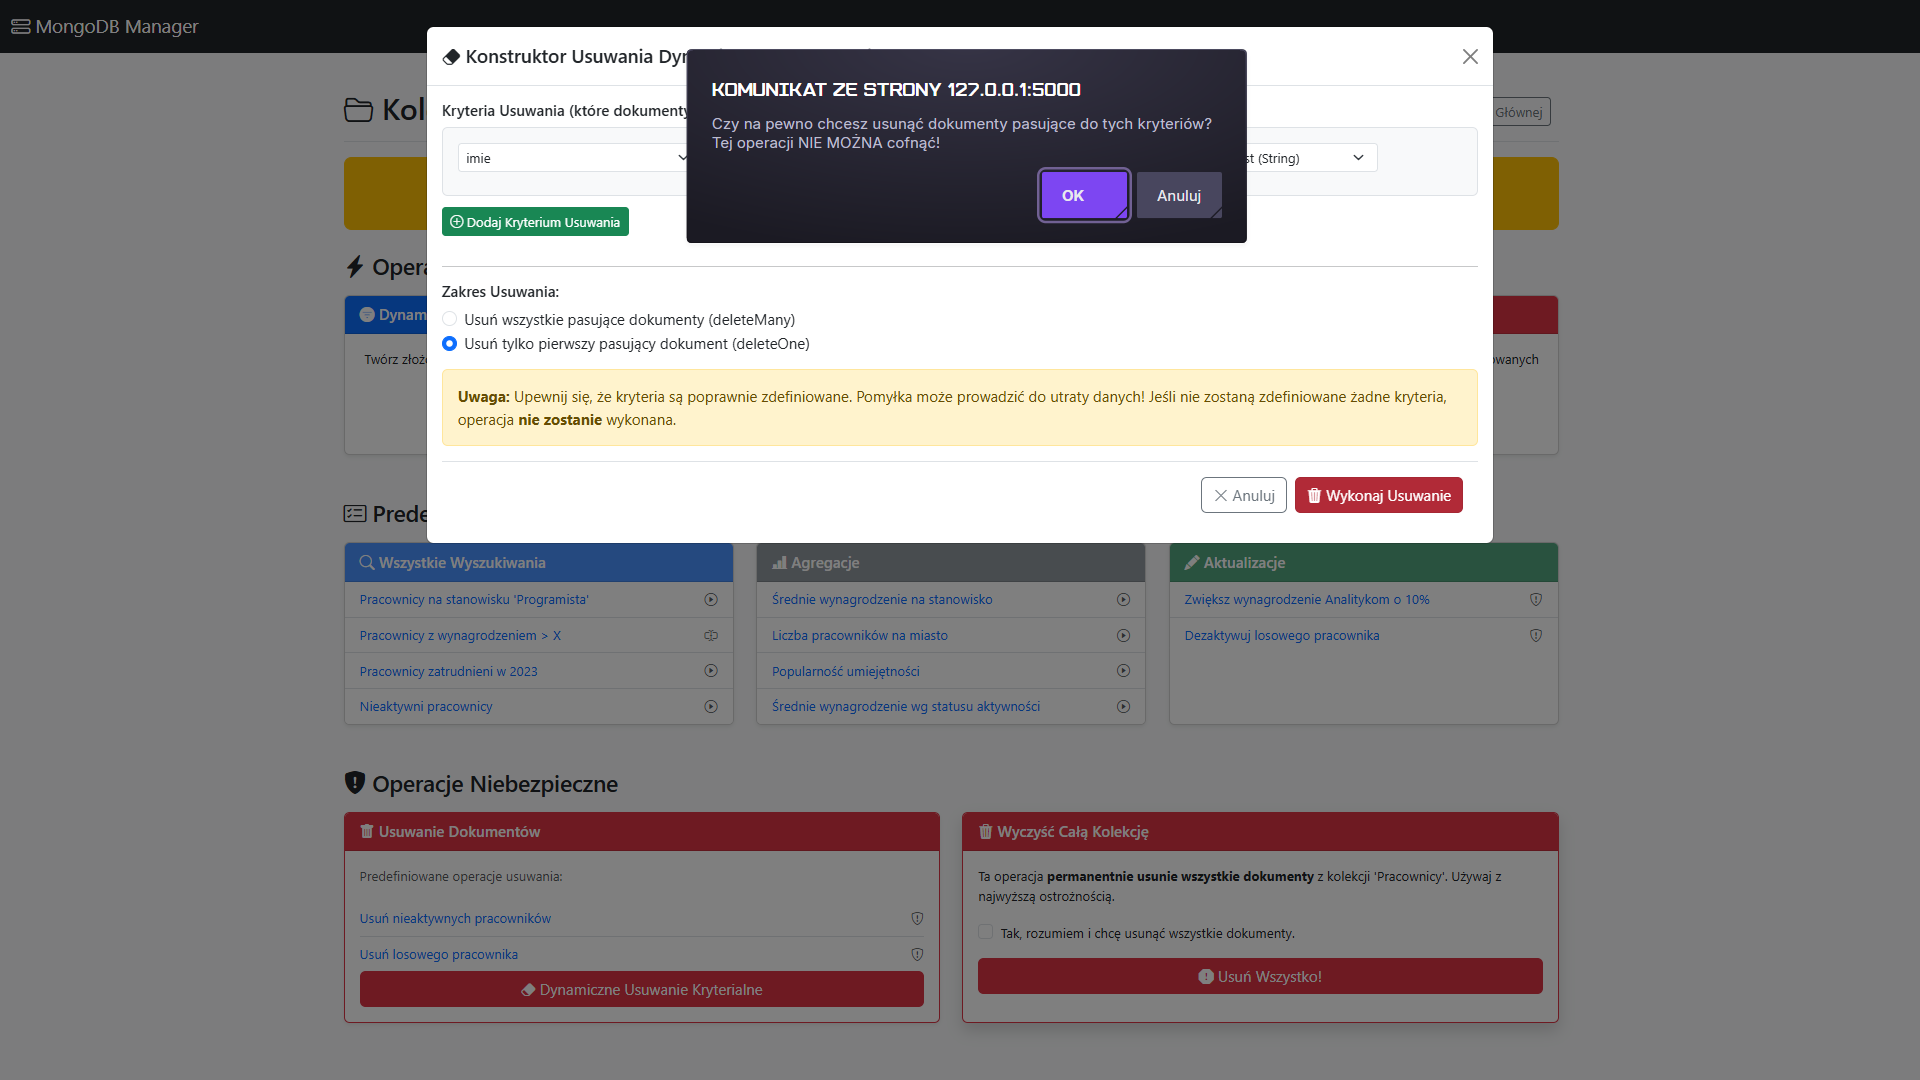 MongoDB Manager
Konstruktor Usuwania
KOMUNIKAT ZE STRONY 127.0.0.1:5000
Czy na pewno chcesz usunąć dokumenty pasujące do tych kryteriów?
Tej operacji NIE MOŻNA cofnąć!
OK
Anuluj
Kryteria Usuwania (które dokumenty
Głównej
imie
(String)
Dodaj Kryterium Usuwania
Zakres Usuwania:
Usuń wszystkie pasujące dokumenty (deleteMany)
Usuń tylko pierwszy pasujący dokument (deleteOne)
Twórz
Uwaga: Upewnij się, że kryteria są poprawnie zdefiniowane. Pomyłka może prowadzić do utraty danych! Jeśli nie zostaną zdefiniowane żadne kryteria,
operacja nie zostanie wykonana.
Anuluj
Wykonaj Usuwanie
Wszystkie Wyszukiwania
Pracownicy na stanowisku 'Programista'
Pracownicy z wynagrodzeniem > X
Pracownicy zatrudnieni w 2023
Nieaktywni pracownicy
Agregacje
Średnie wynagrodzenie na stanowisko
Liczba pracowników na miasto
Popularność umiejętności
Średnie wynagrodzenie wg statusu aktywności
Aktualizacje
Zwiększ wynagrodzenie Analitykom o 10%
Dezaktywuj losowego pracownika
Operacje Niebezpieczne
Usuwanie Dokumentów
Predefiniowane operacje usuwania:
Usuń nieaktywnych pracowników
Usuń losowego pracownika
Dynamiczne Usuwanie Kryterialne
Wyczyść Całą Kolekcję
Ta operacja permanentnie usunie wszystkie dokumenty z kolekcji 'Pracownicy'. Używaj z
najwyższą ostrożnością.
Tak, rozumiem i chcę usunąć wszystkie dokumenty.
Usuń Wszystko!